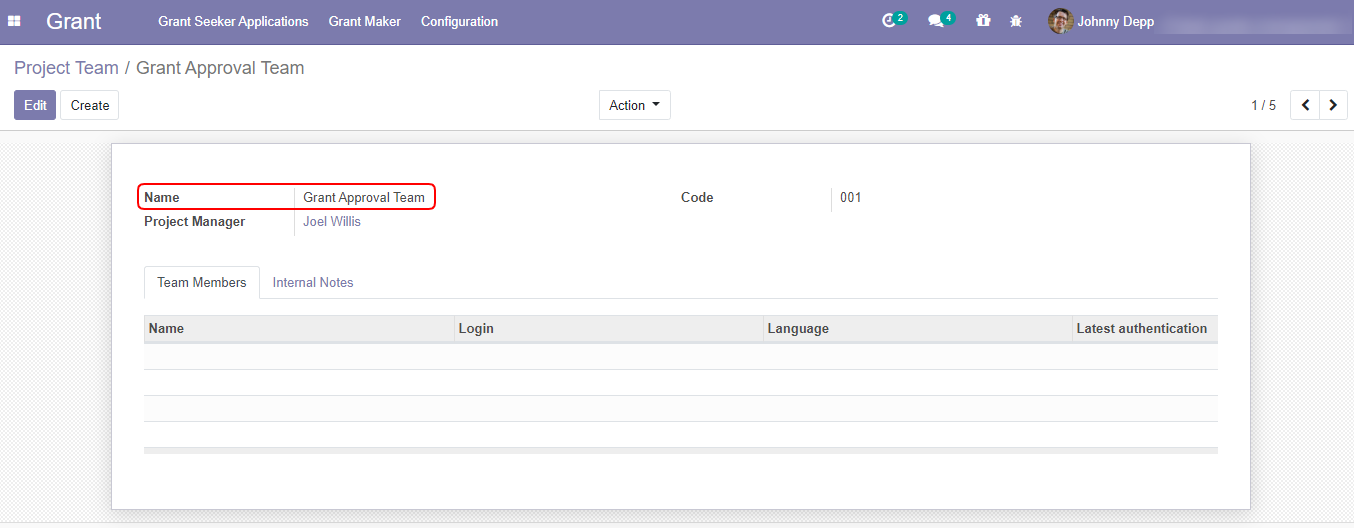 Grant Grant Seeker Applications Grant Maker Configuration 2 4 Johnny Depp
Project Team / Grant Approval Team
Edit Create Action 1 / 5
Name Grant Approval Team Code 001
Project Manager Joel Willis
Team Members Internal Notes
Name Login Language Latest authentication